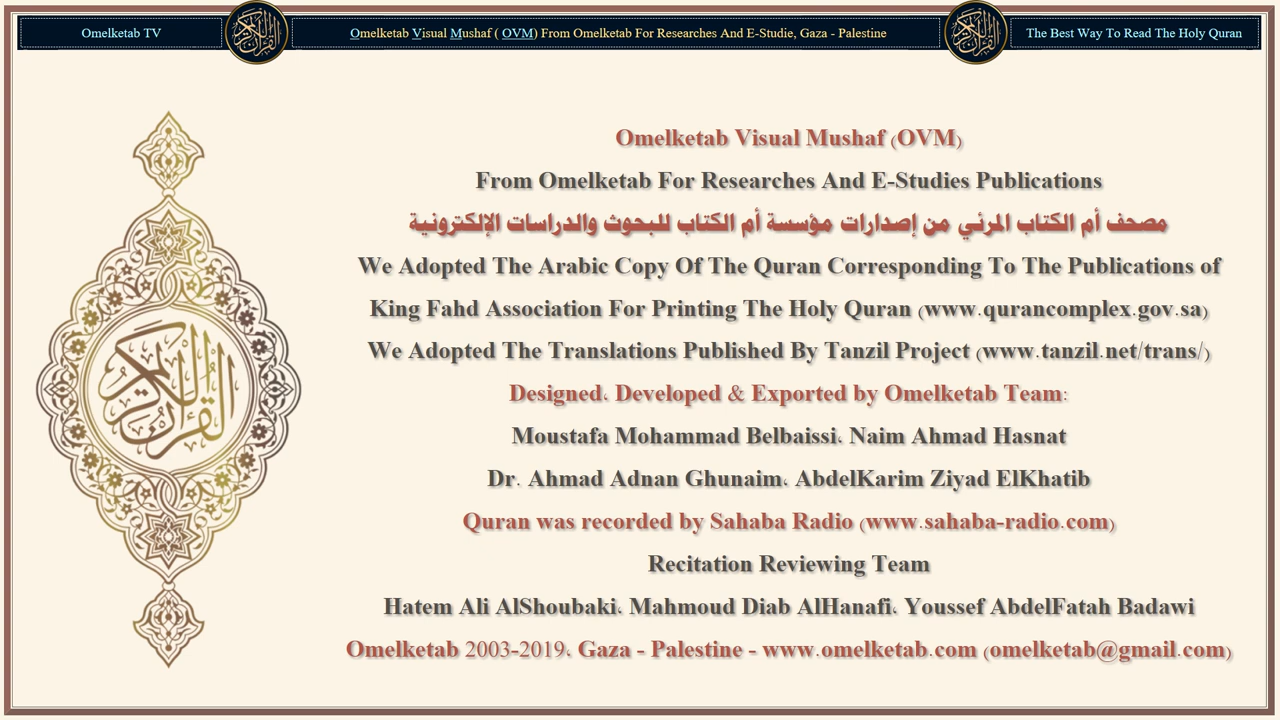 Omelketab TV
Omelketab Visual Mushaf ( OVM) From Omelketab For Researches And E-Studie, Gaza - Palestine
The Best Way To Read The Holy Quran
Omelketab Visual Mushaf (OVM)
From Omelketab For Researches And E-Studies Publications
مصحف أم الكتاب المرئي من إصدارات مؤسسة أم الكتاب للبحوث والدراسات الإلكترونية
We Adopted The Arabic Copy Of The Quran Corresponding To The Publications of
King Fahd Association For Printing The Holy Quran (www.qurancomplex.gov.sa)
We Adopted The Translations Published By Tanzil Project (www.tanzil.net/trans/)
Designed، Developed & Exported by Omelketab Team:
Moustafa Mohammad Belbaissi، Naim Ahmad Hasnat
Dr. Ahmad Adnan Ghunaim، AbdelKarim Ziyad ElKhatib
Quran was recorded by Sahaba Radio (www.sahaba-radio.com)
Recitation Reviewing Team
Hatem Ali AlShoubaki، Mahmoud Diab AlHanafi، Youssef AbdelFatah Badawi
Omelketab 2003-2019، Gaza - Palestine - www.omelketab.com (omelketab@gmail.com)
القرآن الكريم